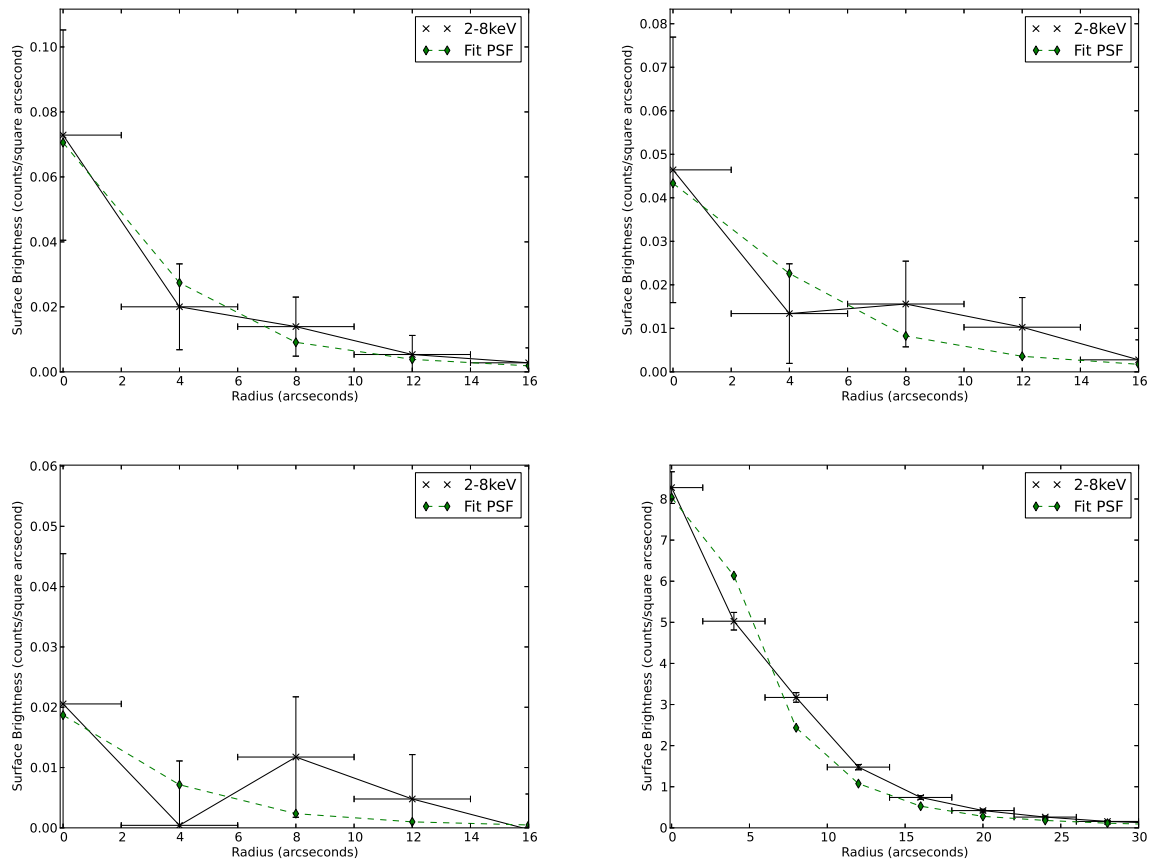 2-8keV
Fit PSF
0.10
0.08
0.06
0.04
0.02
0.00
Surface Brightness (counts/square arcsecond)
0 2 4 6 8 10 12 14 16
Radius (arcseconds)
2-8keV
Fit PSF
0.08
0.07
0.06
0.05
0.04
0.03
0.02
0.01
0.00
Surface Brightness (counts/square arcsecond)
0 2 4 6 8 10 12 14 16
Radius (arcseconds)
2-8keV
Fit PSF
0.06
0.05
0.04
0.03
0.02
0.01
0.00
Surface Brightness (counts/square arcsecond)
0 2 4 6 8 10 12 14 16
Radius (arcseconds)
2-8keV
Fit PSF
8
7
6
5
4
3
2
1
0
Surface Brightness (counts/square arcsecond)
0 5 10 15 20 25 30
Radius (arcseconds)